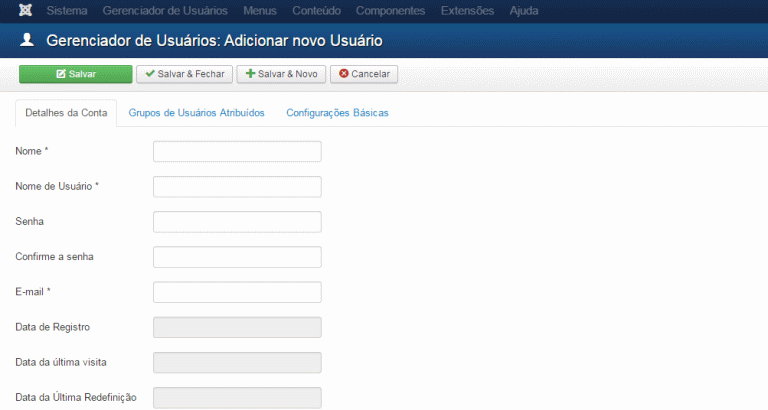 Sistema Gerenciador de Usuários Menus Conteúdo Componentes Extensões Ajuda
Gerenciador de Usuários: Adicionar novo Usuário
Salvar Salvar & Fechar Salvar & Novo Cancelar
Detalhes da Conta Grupos de Usuários Atribuídos Configurações Básicas
Nome *
Nome de Usuário *
Senha
Confirme a senha
E-mail *
Data de Registro
Data da última visita
Data da Última Redefinição